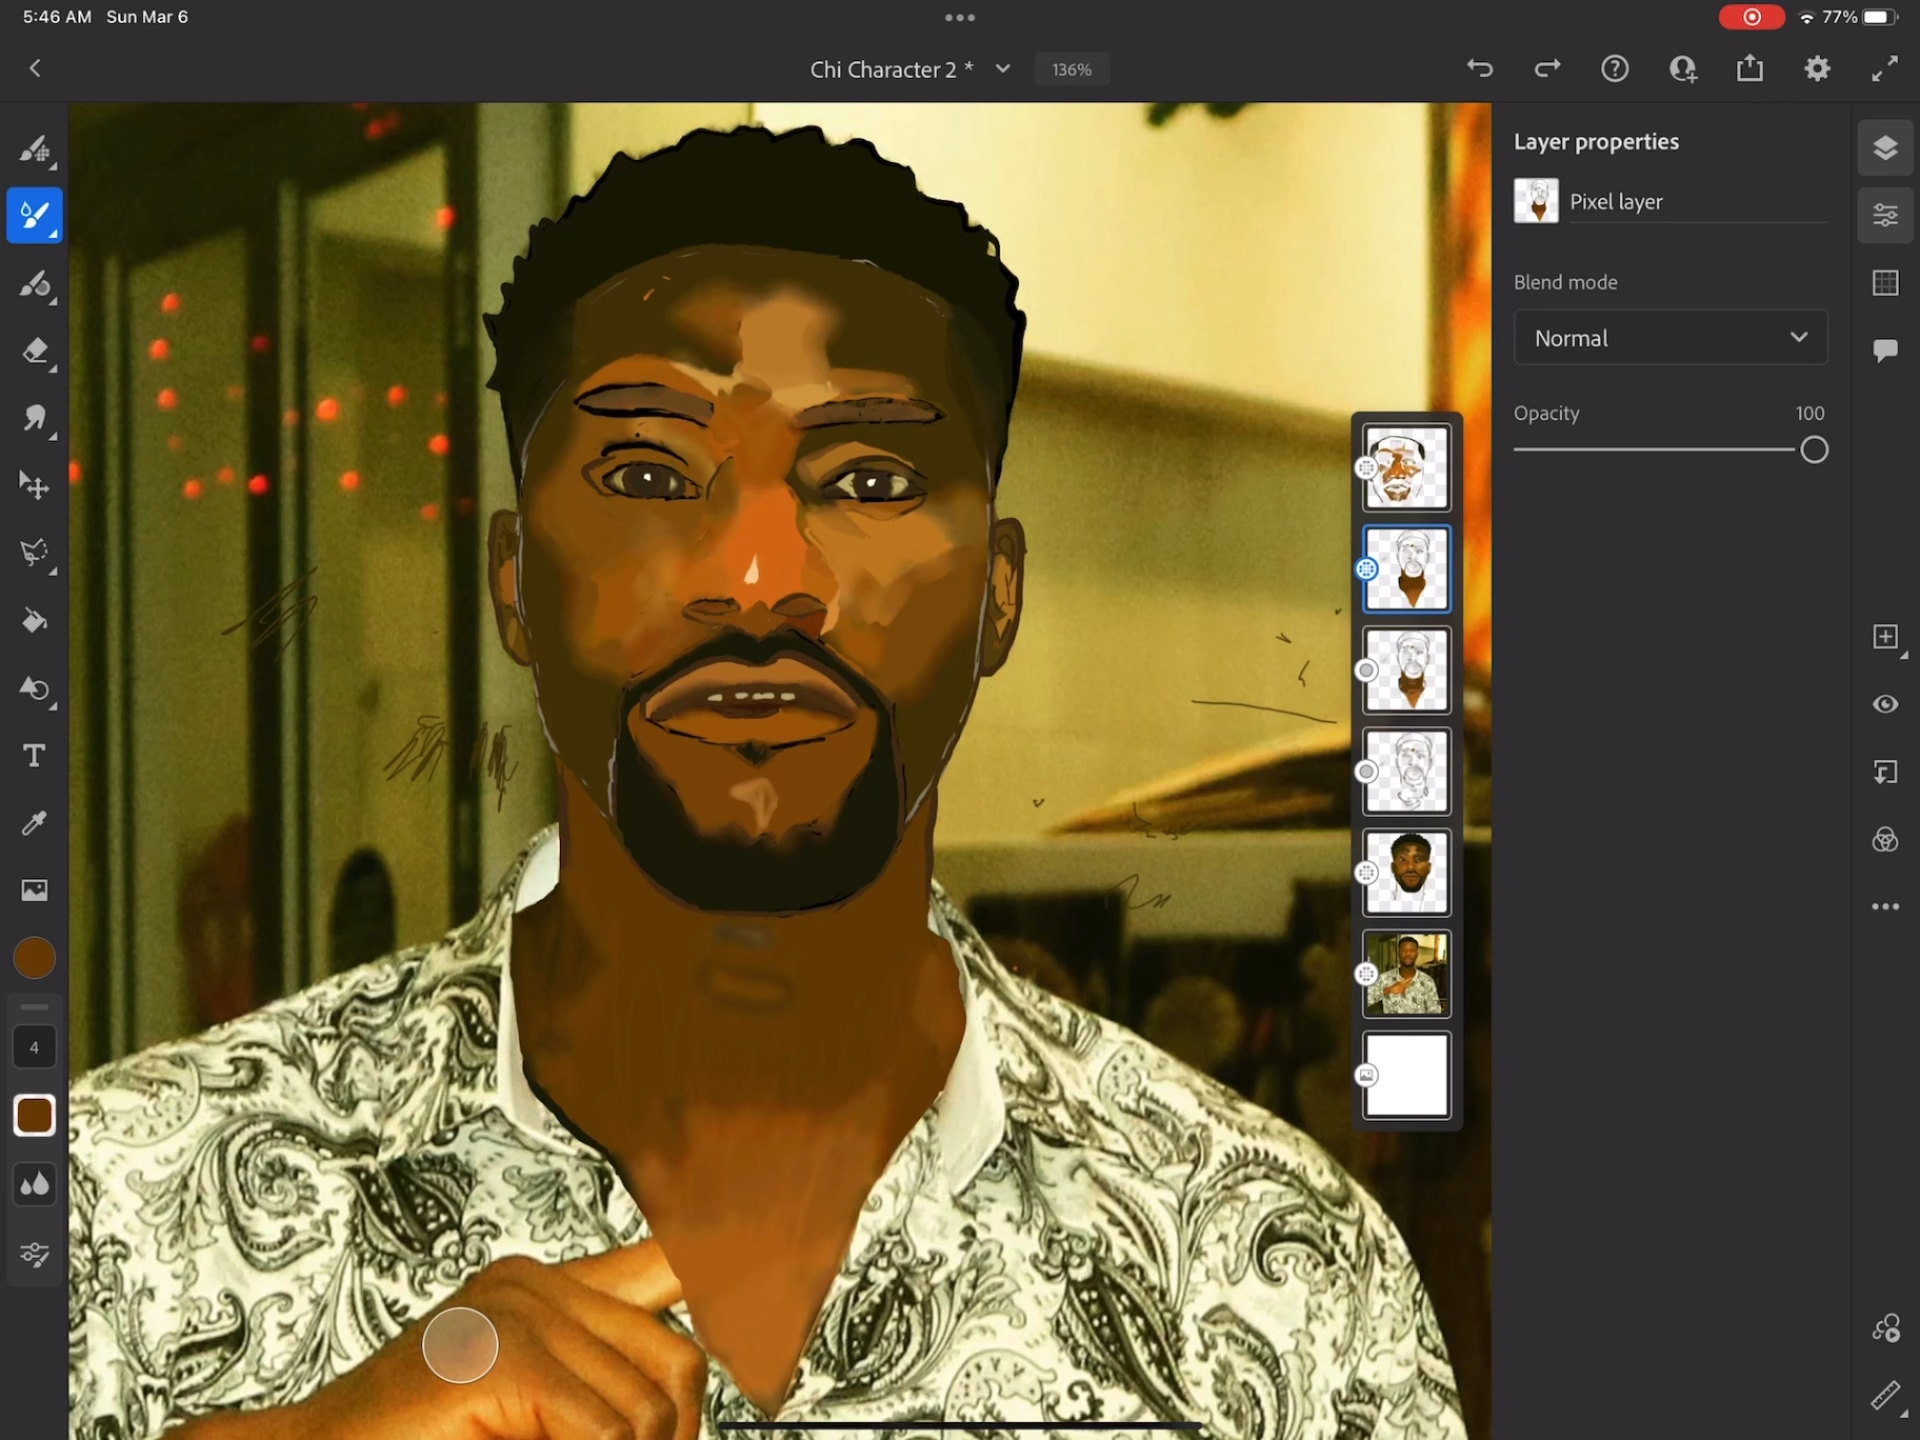 5:46 AM Sun Mar 6
77%
Chi Character 2 *
136%
Layer properties
Pixel layer
Blend mode
Normal
Opacity 100
4